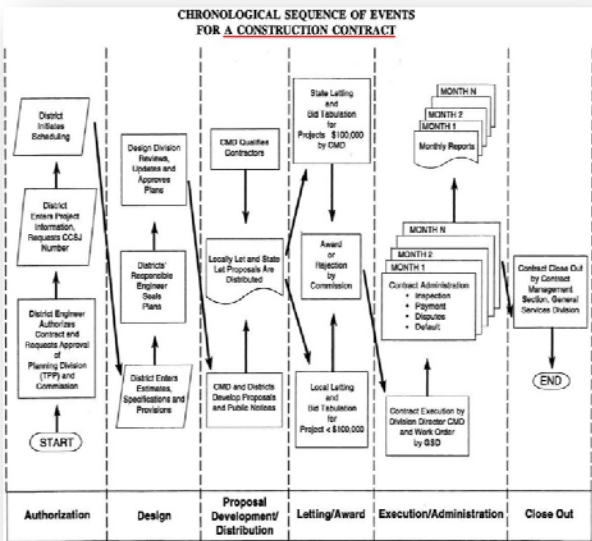 CHRONOLOGICAL SEQUENCE OF EVENTS
FOR A CONSTRUCTION CONTRACT
District
Initiates
Scheduling
District
Enters Project
Information,
Requests CCSJ
Number
District Engineer
Authorizes
Contract and
Requests Approval
of
Planning Division
(TPP) and
Commission
START
Design Division
Reviews,
Updates and
Approves
Plans
Districts'
Responsible
Engineer
Seals
Plans
District Enters
Estimates,
Specifications and
Provisions
CMD Qualifies
Contractors
Locally Let and State
Let Proposals Are
Distributed
CMD and Districts
Develop Proposals
and Public Notices
State Letting
and
Bid Tabulation
for
Projects $100,000
by CMD
Award
or
Rejection
by
Commission
Local Letting
and
Bid Tabulation
for
Project < $100,000
MONTH N
MONTH 2
MONTH 1
Monthly Reports
MONTH N
MONTH 2
MONTH 1
Contract Administration
• Inspection
• Payment
• Disputes
• Default
Contract Execution by
Division Director CMD
and Work Order
by GSD
Contract Close Out
by Contract
Management
Section, General
Services Division
END
Authorization
Design
Proposal
Development/
Distribution
Letting/Award
Execution/Administration
Close Out